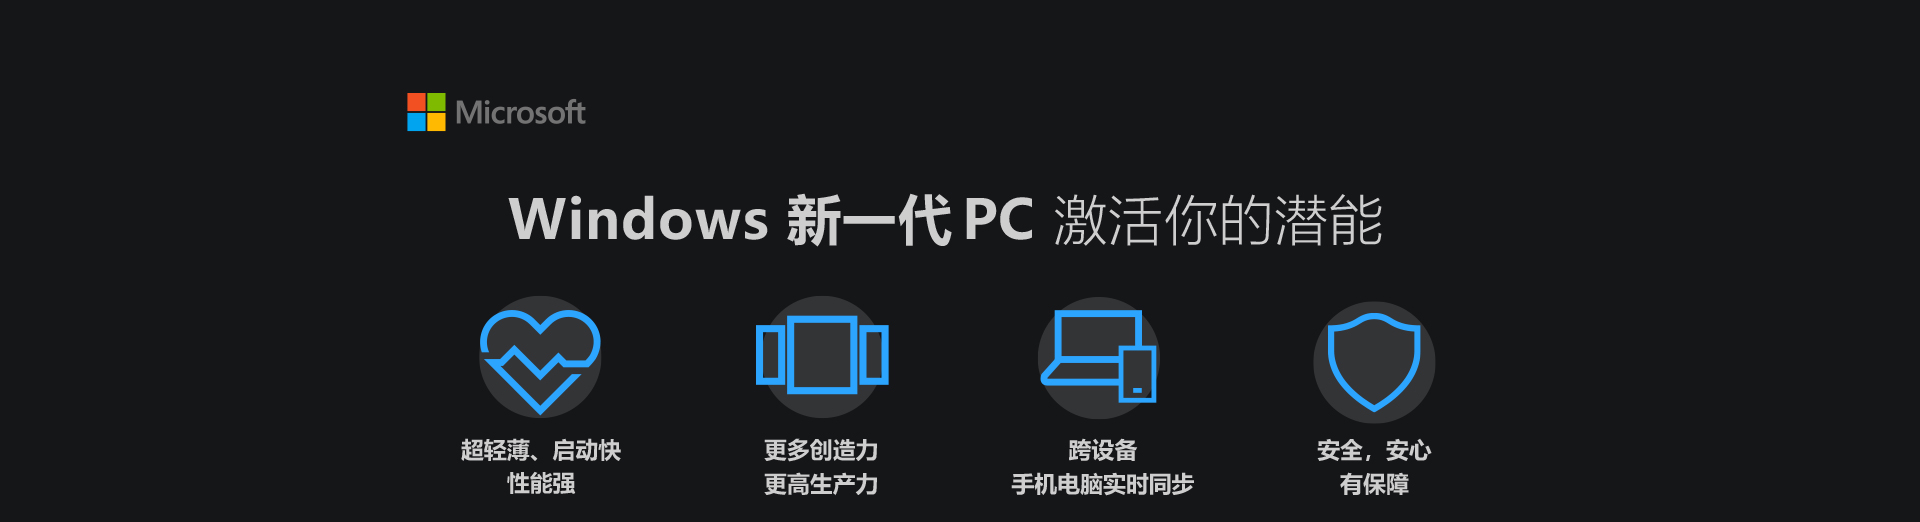 Microsoft
Windows 新一代 PC 激活你的潜能
超轻薄、启动快
性能强
更多创造力
更高生产力
跨设备
手机电脑实时同步
安全，安心
有保障